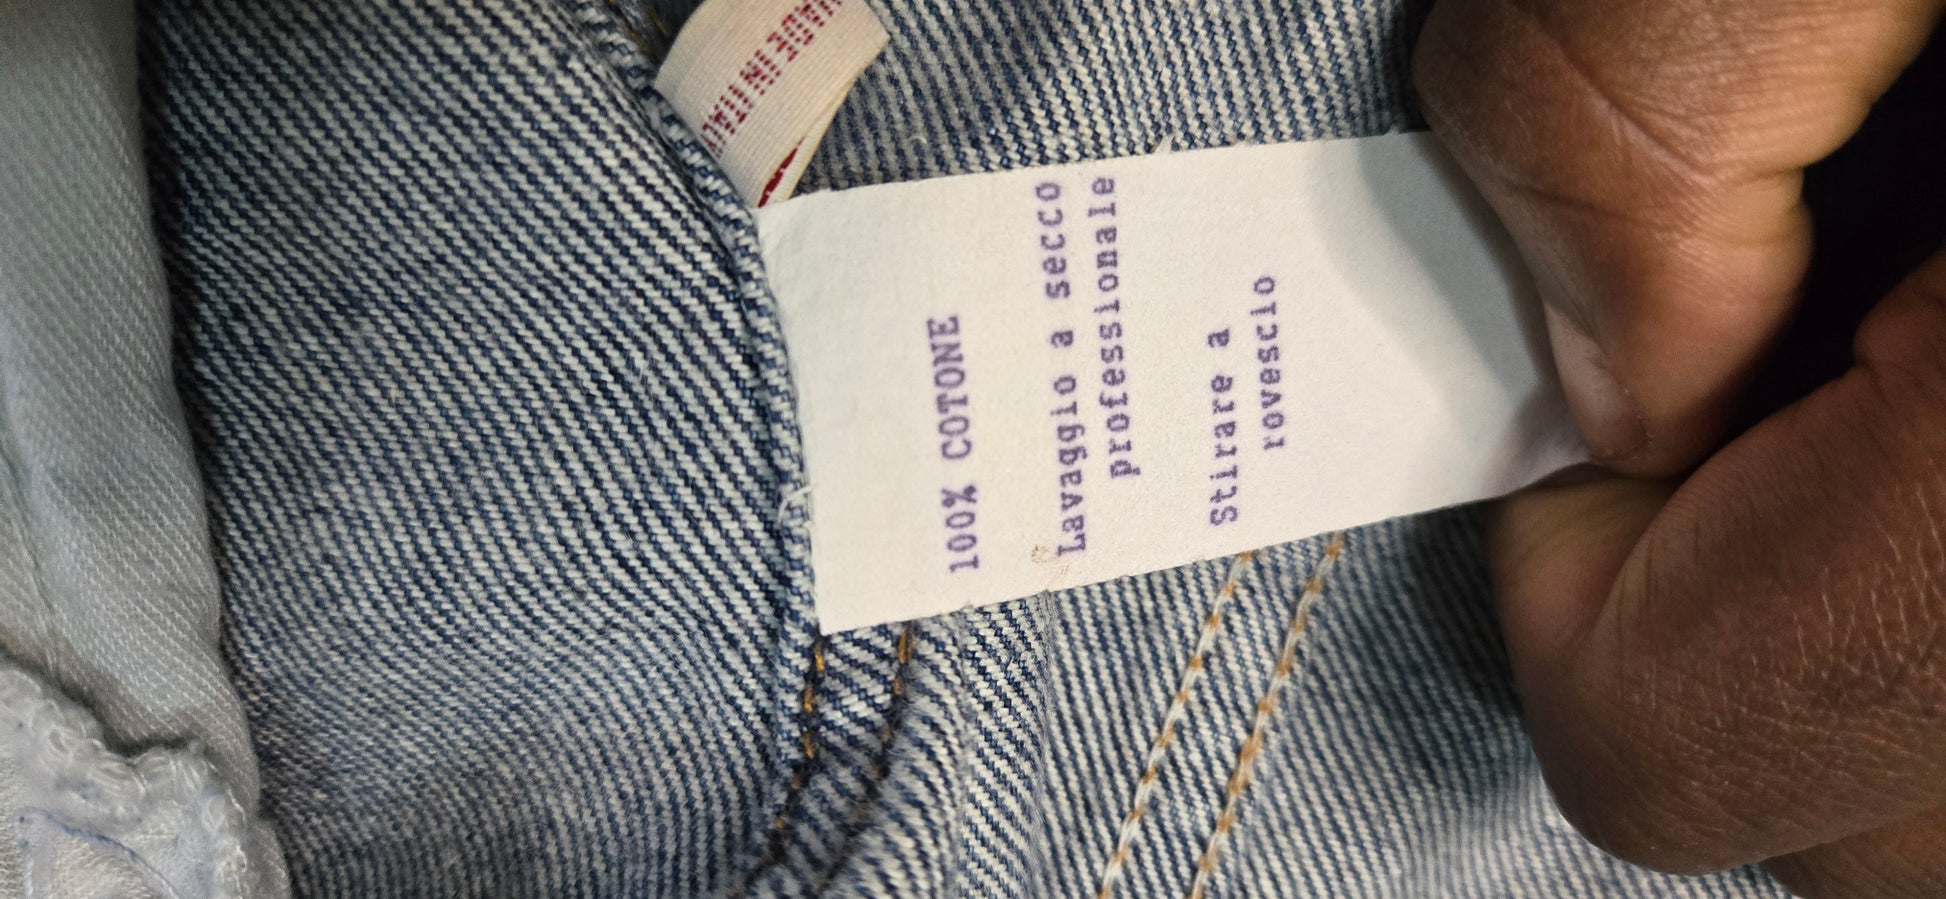 MADE IN ITALY
100% COTONE
Lavaggio a secco
professionale
Stirare a
rovescio